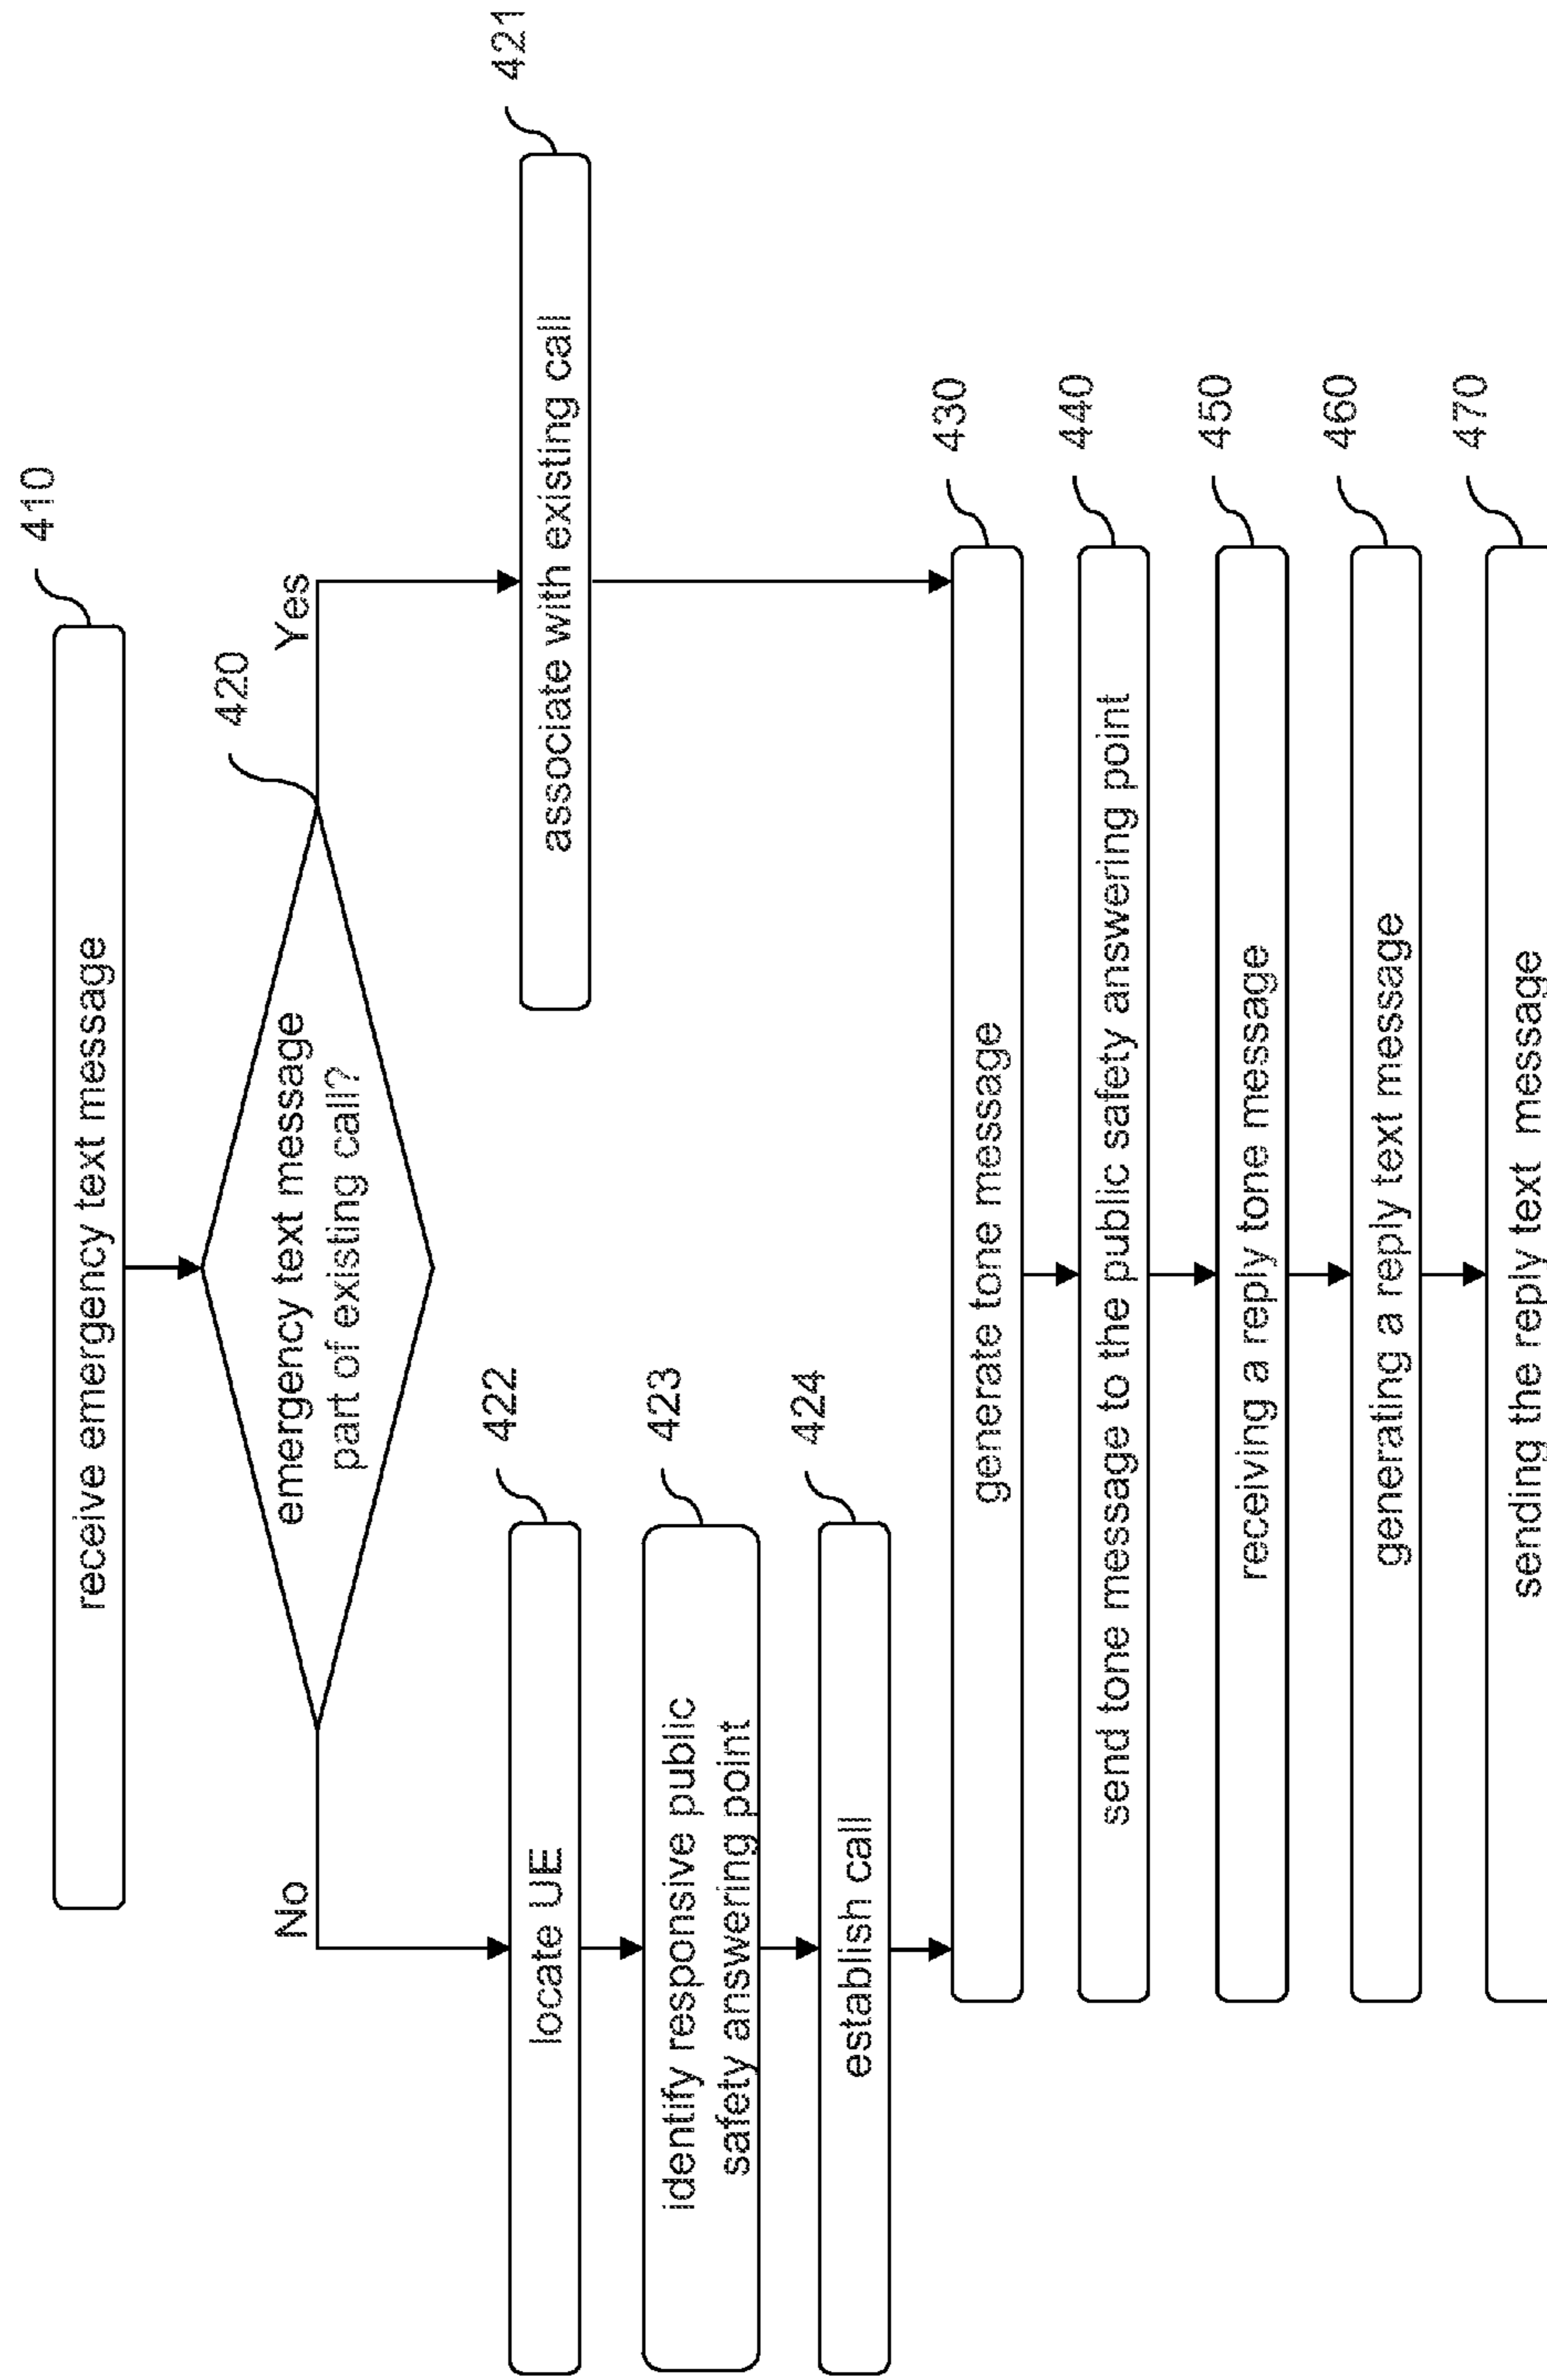 410
receive emergency text message
420
emergency text message
part of existing call?
No
Yes
421
associate with existing call
422
locate UE
423
identify responsive public
safety answering point
424
establish call
430
generate tone message
440
send tone message to the public safety answering point
450
receiving a reply tone message
460
generating a reply text message
470
sending the reply text message